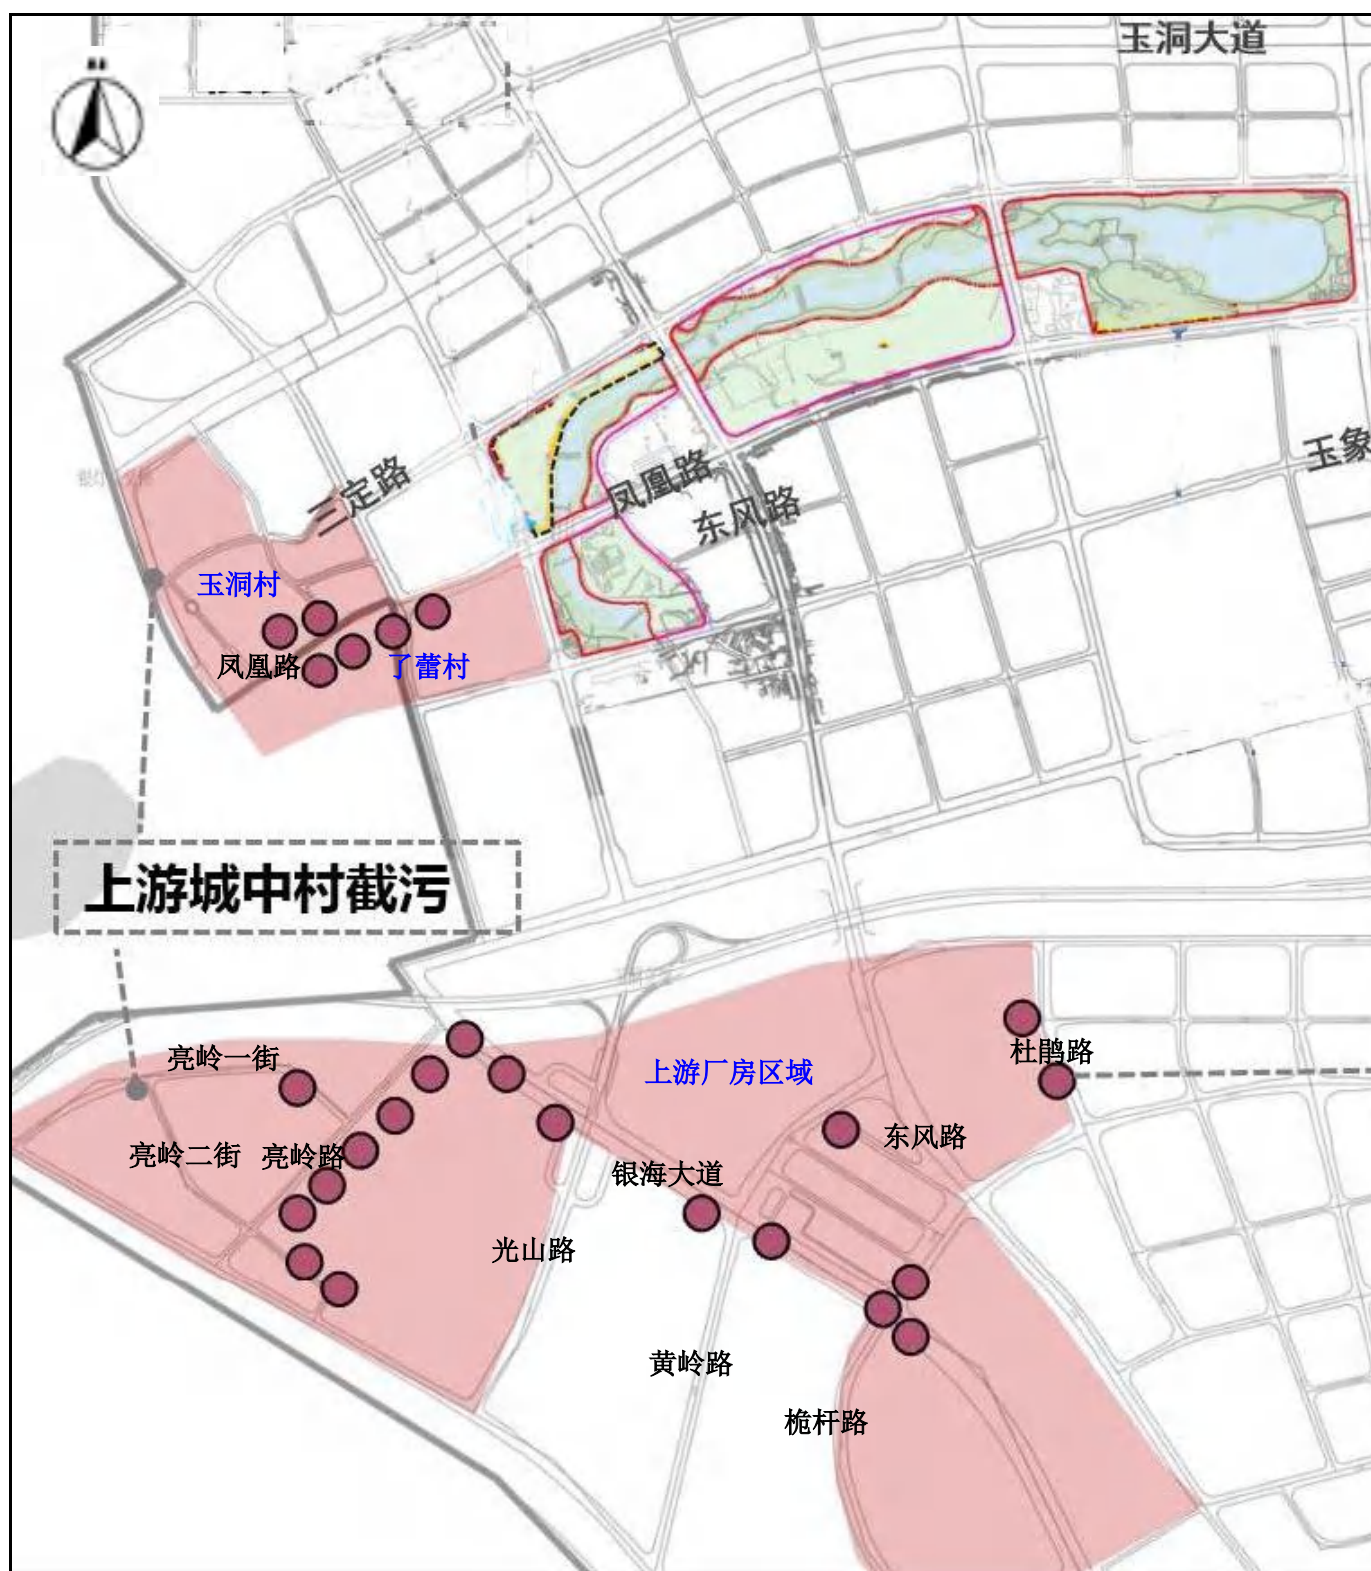 玉洞大道
三定路
凤凰路
东风路
玉象
玉洞村
凤凰路
了蕾村
上游城中村截污
亮岭一街
上游厂房区域
杜鹃路
亮岭二街
亮岭路
东风路
银海大道
光山路
黄岭路
桅杆路